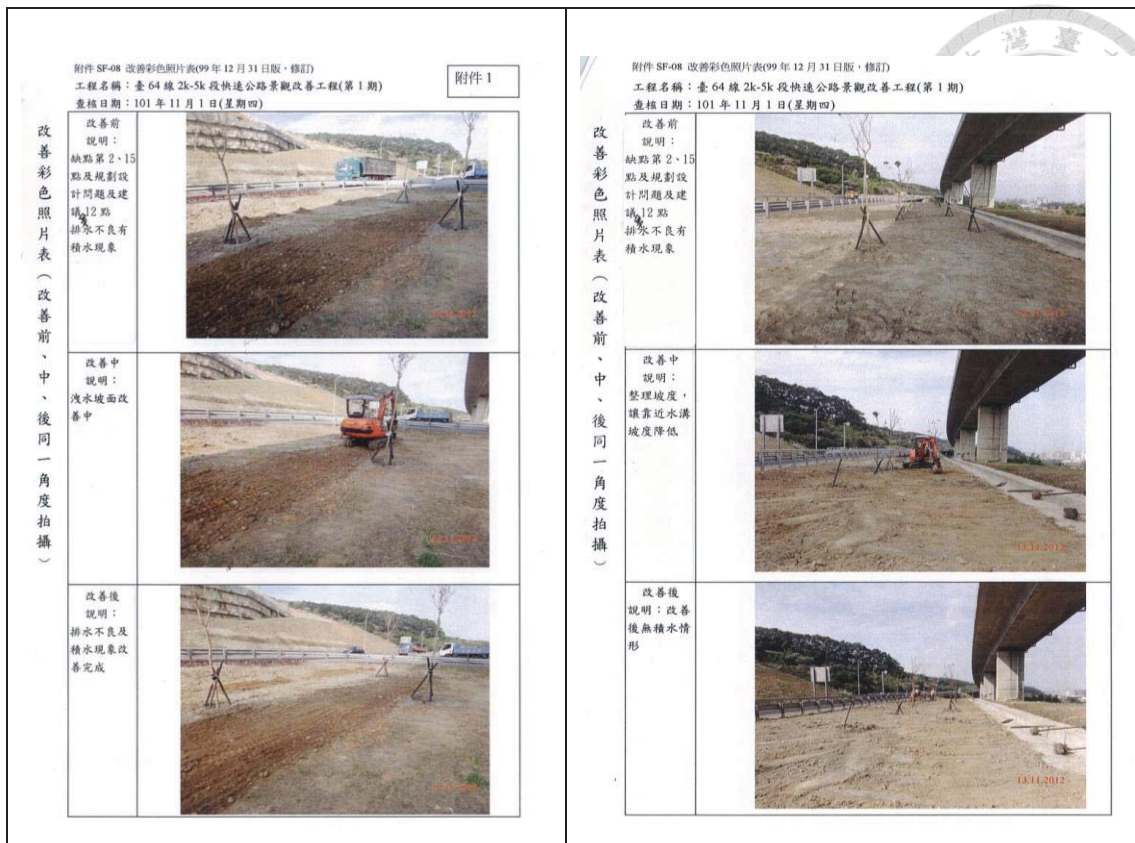 附件 SF-08 改善彩色照片表(99 年 12 月 31 日版,修訂)
附件 1
工程名稱:臺 64 線 2k-5k 段快速公路景觀改善工程(第 1 期)
查核日期:101 年 11 月 1 日(星期四)
改善彩色照片表(改善前、中、後同一角度拍攝)
改善前
說明:
缺點第 2、15
點及規劃設
計問題及建
議 12 點
排水不良有
積水現象
改善中
說明:
洩水坡面改
善中
改善後
說明:
排水不良及
積水現象改
善完成
附件 SF-08 改善彩色照片表(99 年 12 月 31 日版,修訂)
工程名稱:臺 64 線 2k-5k 段快速公路景觀改善工程(第 1 期)
查核日期:101 年 11 月 1 日(星期四)
改善彩色照片表(改善前、中、後同一角度拍攝)
改善前
說明:
缺點第 2、15
點及規劃設
計問題及建
議 12 點
排水不良有
積水現象
改善中
說明:
整理坡度,
讓靠近水溝
坡度降低
13.11.2012
改善後
說明:改善
後無積水情
形
13.11.2012
灣臺